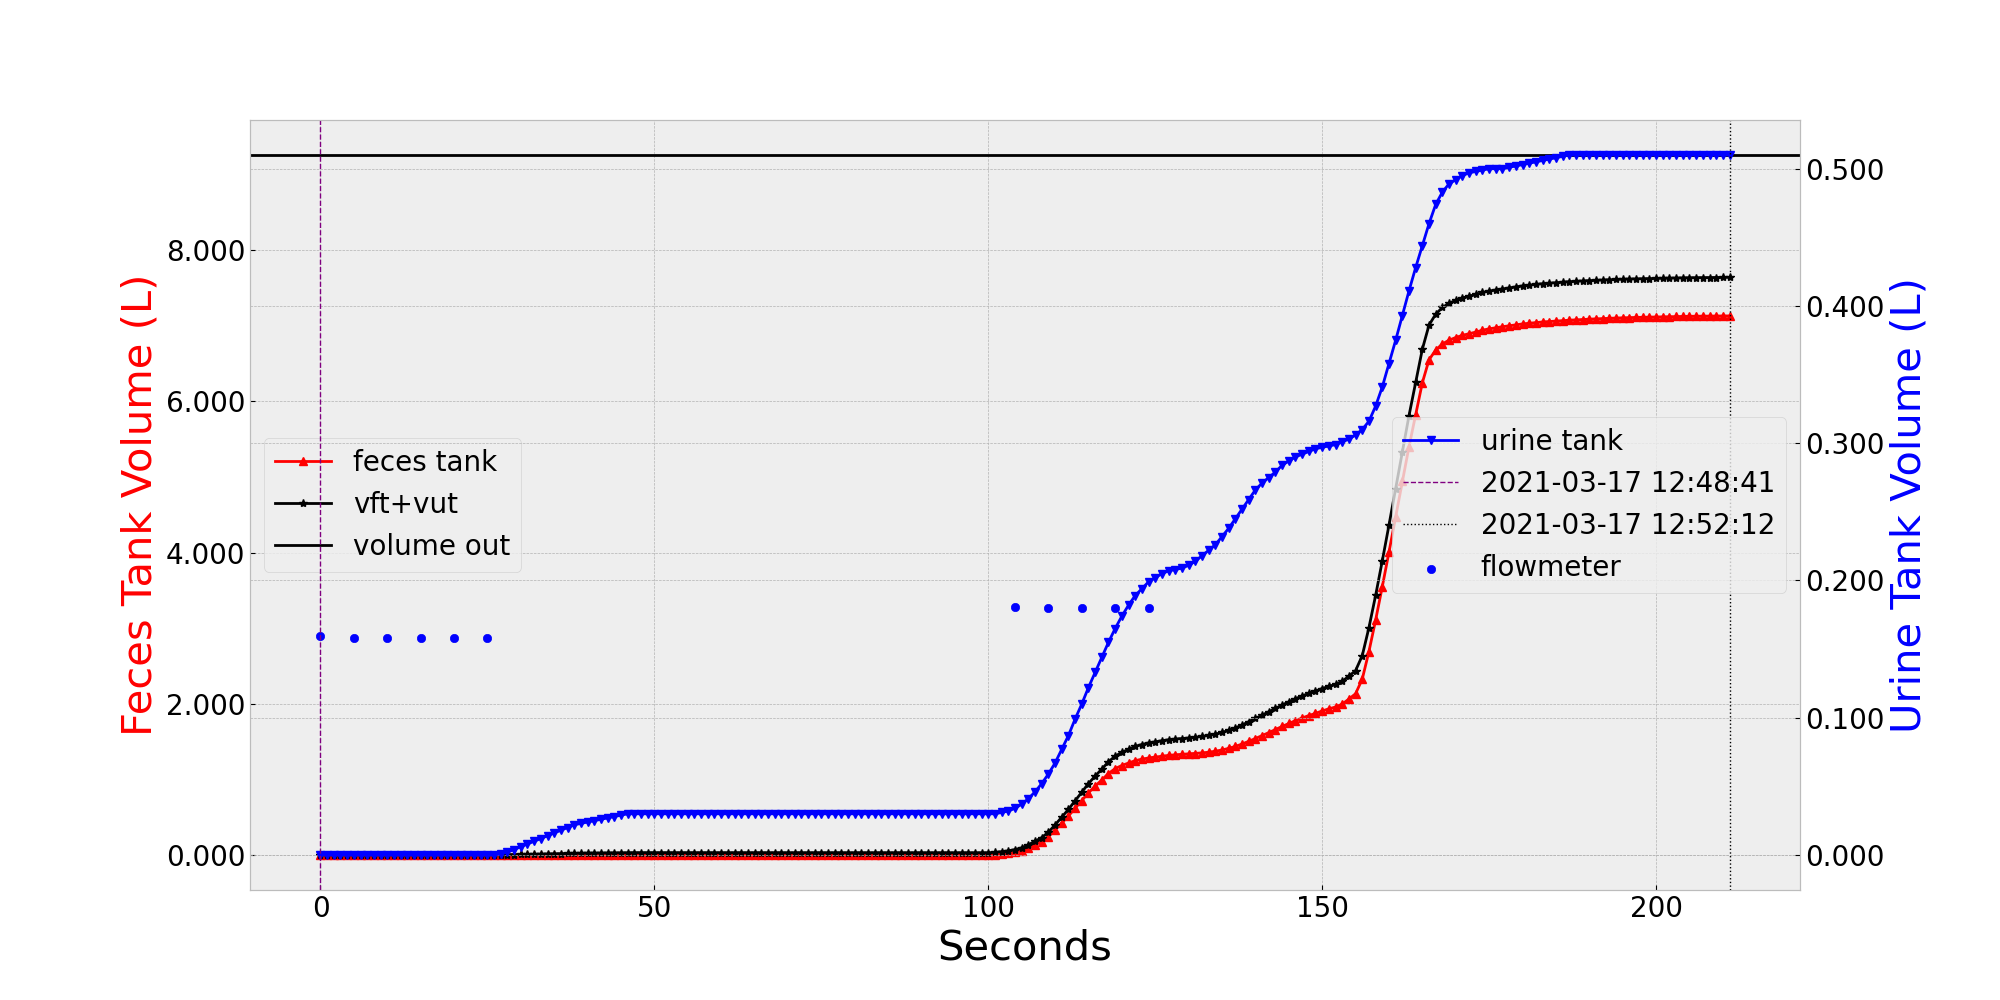 Feces Tank Volume (L)
8.000
6.000
4.000
2.000
0.000
feces tank
vft+vut
volume out
urine tank
2021-03-17 12:48:41
2021-03-17 12:52:12
flowmeter
0.500
0.400
0.300
0.200
0.100
0.000
Urine Tank Volume (L)
0 50 100 150 200
Seconds